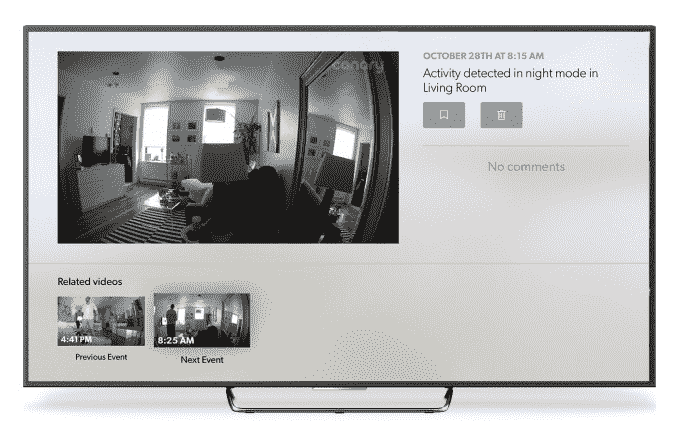 canary
OCTOBER 28TH AT 8:15 AM
Activity detected in night mode in
Living Room
No comments
Related videos
4:41 PM
8:25 AM
Previous Event
Next Event